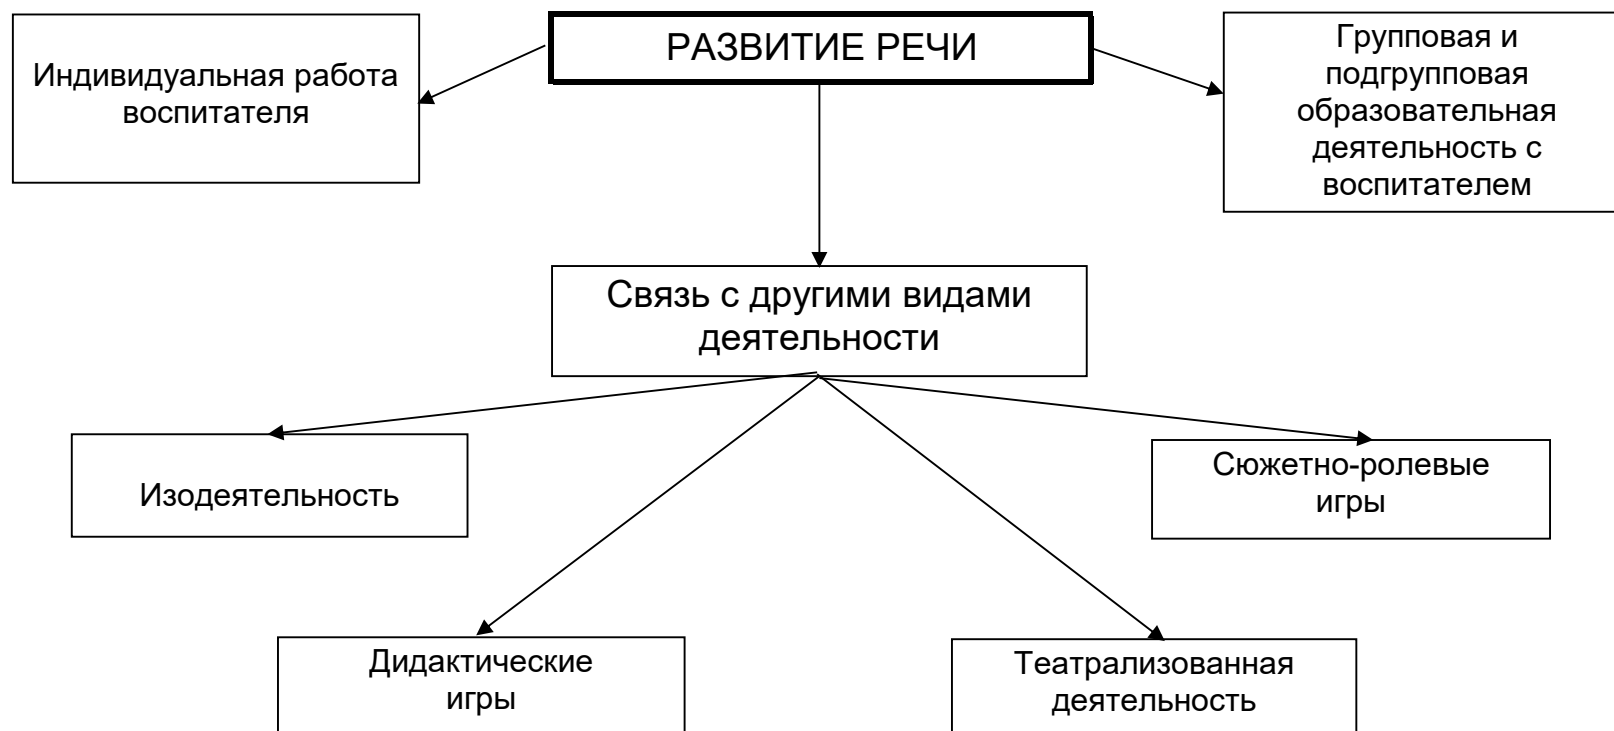 РАЗВИТИЕ РЕЧИ
Индивидуальная работа
воспитателя
Групповая и
подгрупповая
образовательная
деятельность с
воспитателем
Связь с другими видами
деятельности
Изодеятельность
Сюжетно-ролевые
игры
Дидактические
игры
Театрализованная
деятельность